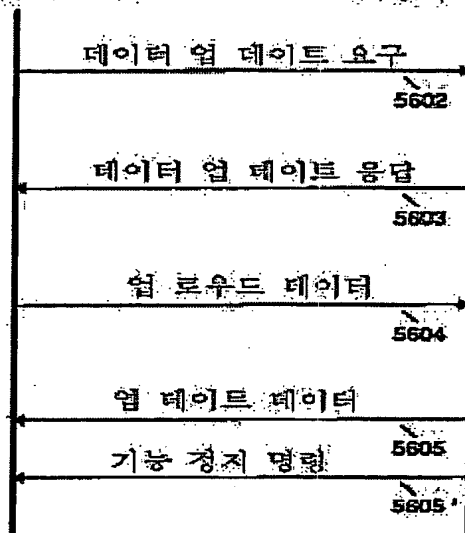 데이터 업 데이트 요구
5602
데이터 업 데이트 응답
5603
업 로우드 데이터
5604
업 데이트 데이터
5605
기능 정지 명령
5605'